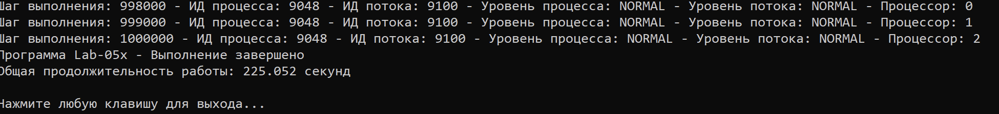 Шаг выполнения: 998000 - ИД процесса: 9048 - ИД потока: 9100 - Уровень процесса: NORMAL - Уровень потока: NORMAL - Процессор: 0
Шаг выполнения: 999000 - ИД процесса: 9048 - ИД потока: 9100 - Уровень процесса: NORMAL - Уровень потока: NORMAL - Процессор: 1
Шаг выполнения: 1000000 - ИД процесса: 9048 - ИД потока: 9100 - Уровень процесса: NORMAL - Уровень потока: NORMAL - Процессор: 2
Программа Lab-05x - Выполнение завершено
Общая продолжительность работы: 225.052 секунд
Нажмите любую клавишу для выхода...